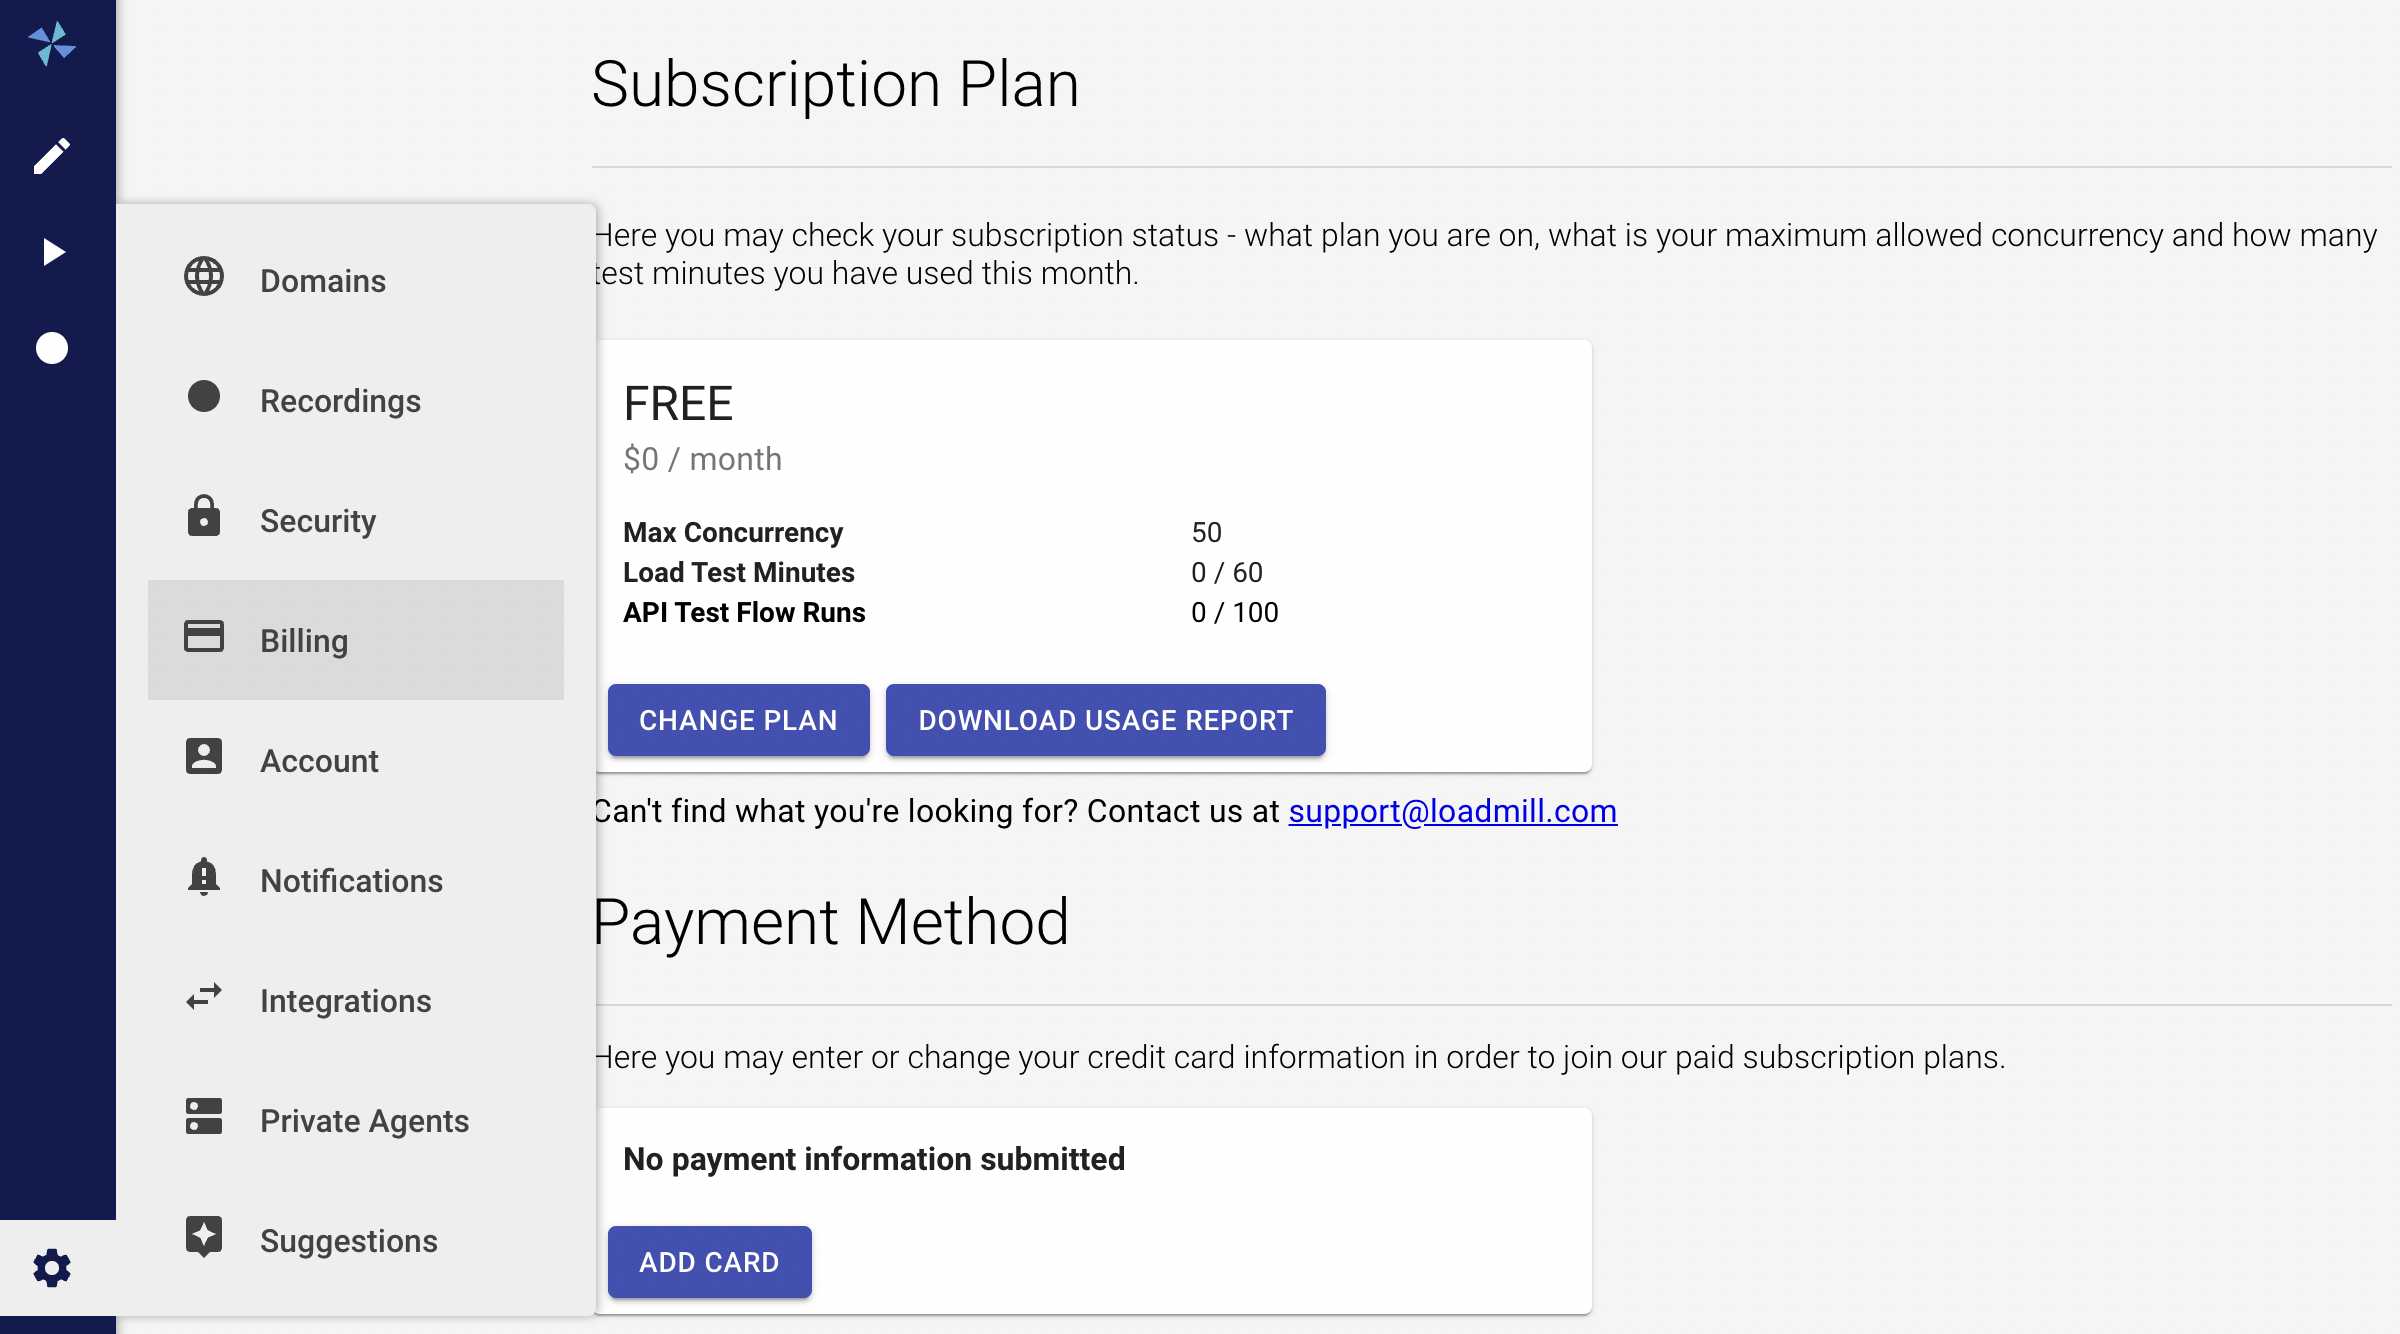 Subscription Plan
Here you may check your subscription status - what plan you are on, what is your maximum allowed concurrency and how many
test minutes you have used this month.
Domains
Recordings
Security
Billing
Account
Notifications
Integrations
Private Agents
Suggestions
FREE
$0 / month
Max Concurrency 50
Load Test Minutes 0 / 60
API Test Flow Runs 0 / 100
CHANGE PLAN DOWNLOAD USAGE REPORT
Can't find what you're looking for? Contact us at support@loadmill.com
Payment Method
Here you may enter or change your credit card information in order to join our paid subscription plans.
No payment information submitted
ADD CARD